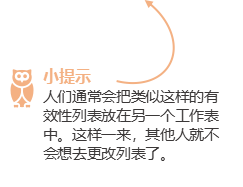 小提示
人们通常会把类似这样的有
效性列表放在另一个工作表
中。这样一来，其他人就不
会想去更改列表了。